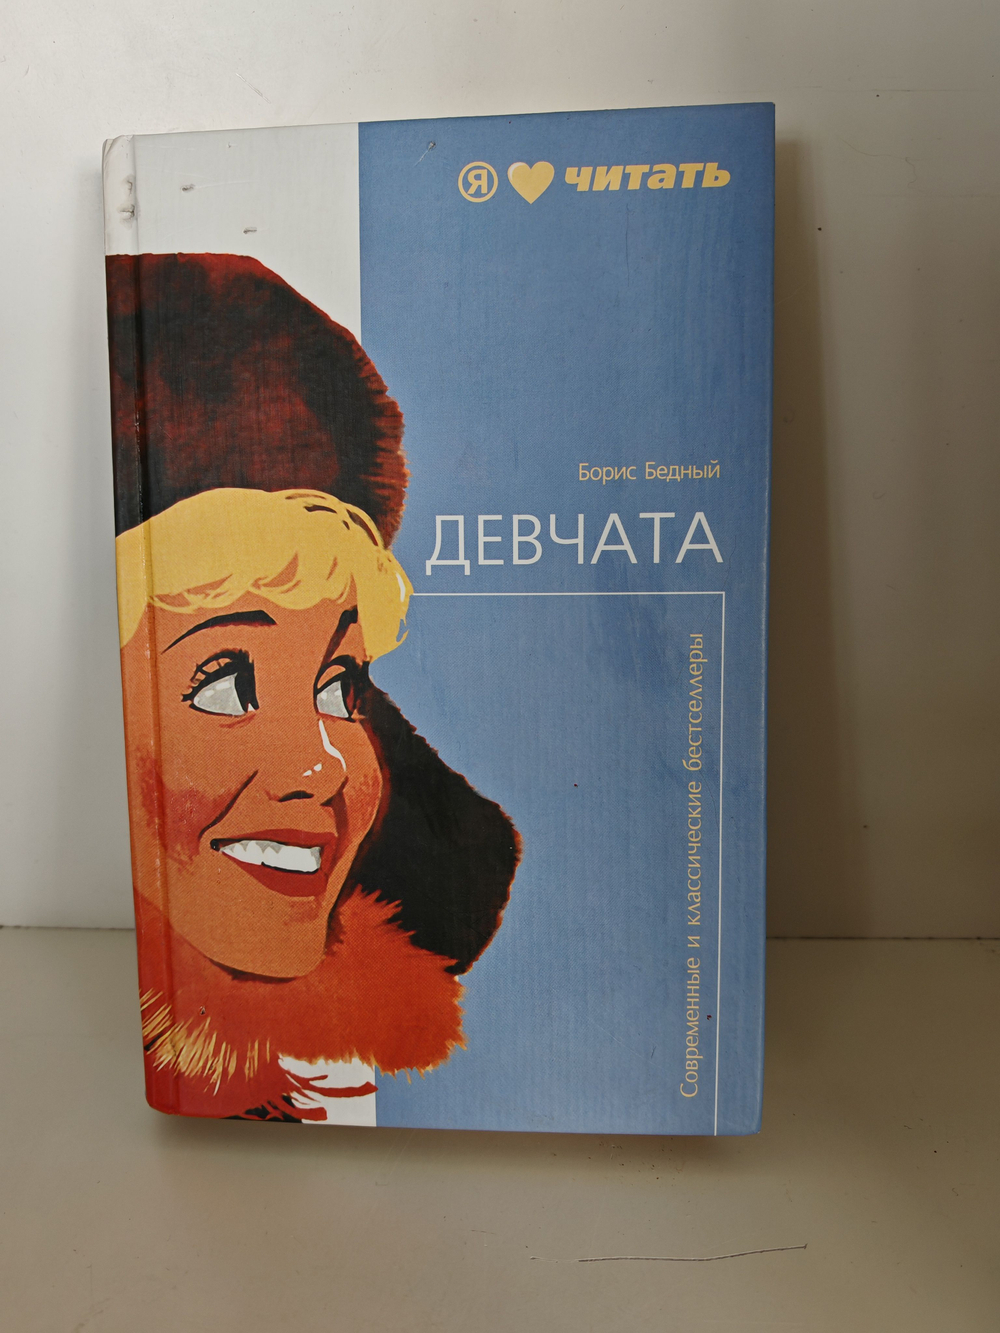 Я читать
Борис Бедный
ДЕВЧАТА
Современные и классические бестселлеры